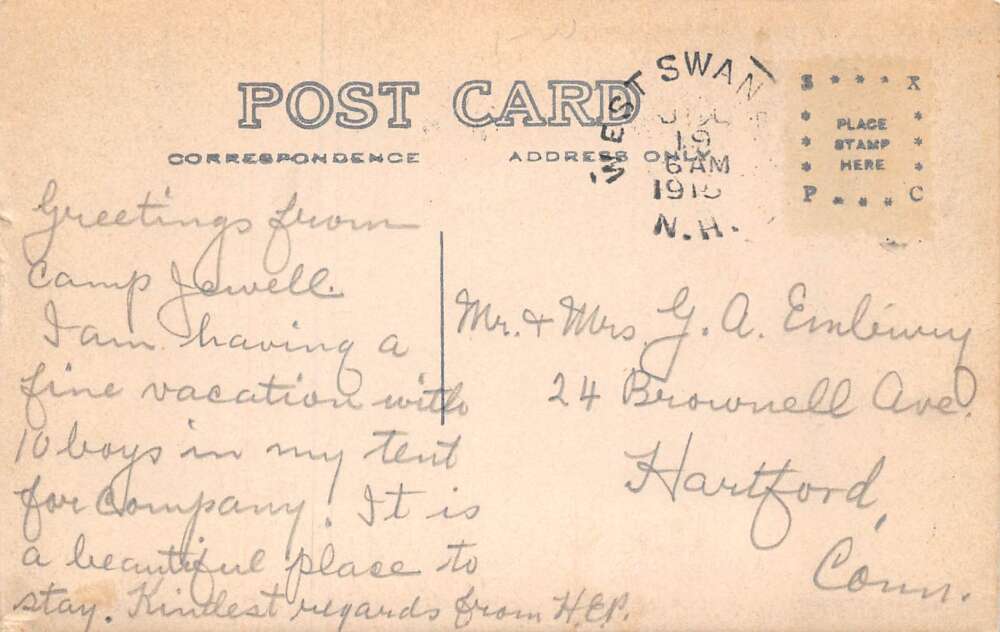 POST CARD
CORRESPONDENCE
ADDRESS ONLY
WEST SWAN
19
6 AM
N.H.
S X
PLACE
STAMP
HERE
P C
Greetings from
Camp Jewell.
I am having a
fine vacation with
10 boys in my tent
for company. It is
a beautiful place to
stay. Kindest regards from H.E.P.
Mr. & Mrs. G. A.
24 Brownell Ave.
Hartford,
Conn.